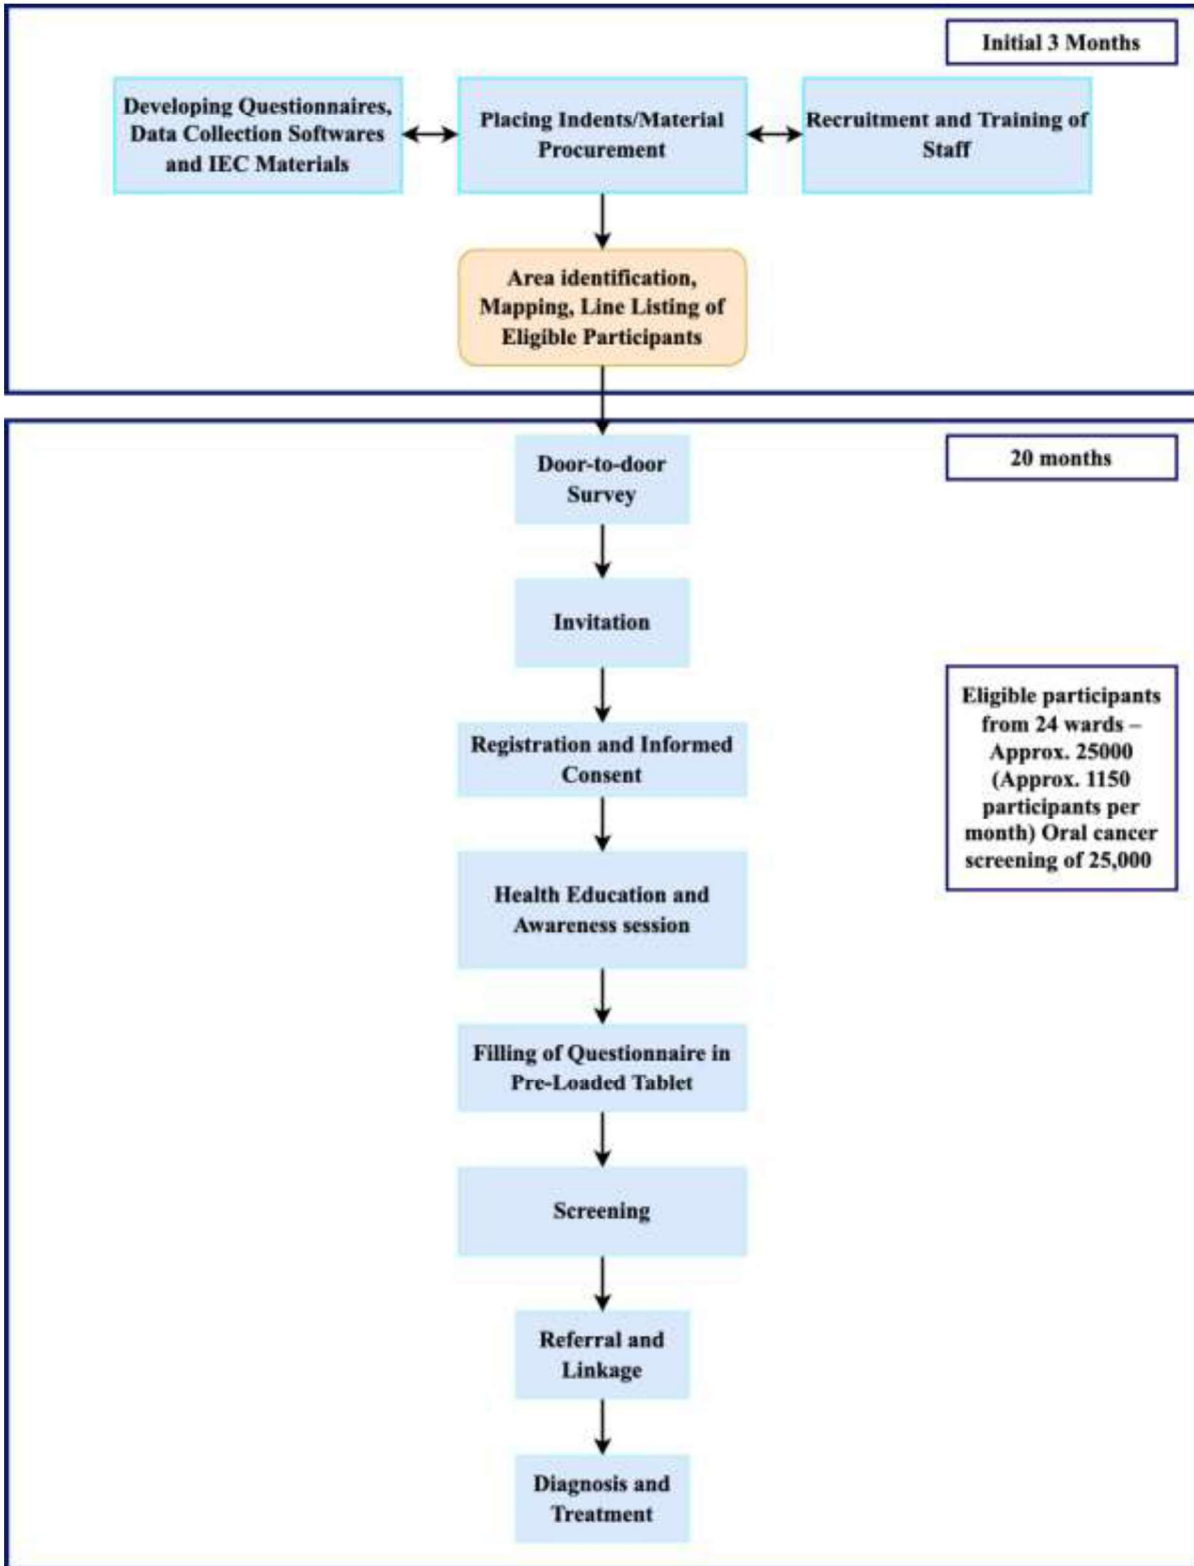 Initial 3 Months
Developing Questionnaires,
Data Collection Softwares
and IEC Materials
Placing Indents/Material
Procurement
Recruitment and Training of
Staff
Area identification,
Mapping, Line Listing of
Eligible Participants
20 months
Door-to-door
Survey
Invitation
Eligible participants
from 24 wards –
Approx. 25000
(Approx. 1150
participants per
month) Oral cancer
screening of 25,000
Registration and Informed
Consent
Health Education and
Awareness session
Filling of Questionnaire in
Pre-Loaded Tablet
Screening
Referral and
Linkage
Diagnosis and
Treatment